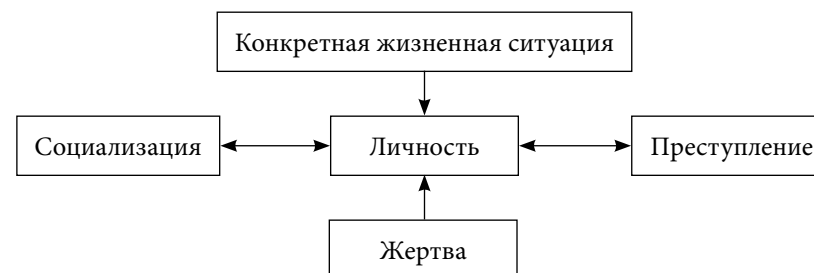 Конкретная жизненная ситуация
Социализация
Личность
Преступление
Жертва